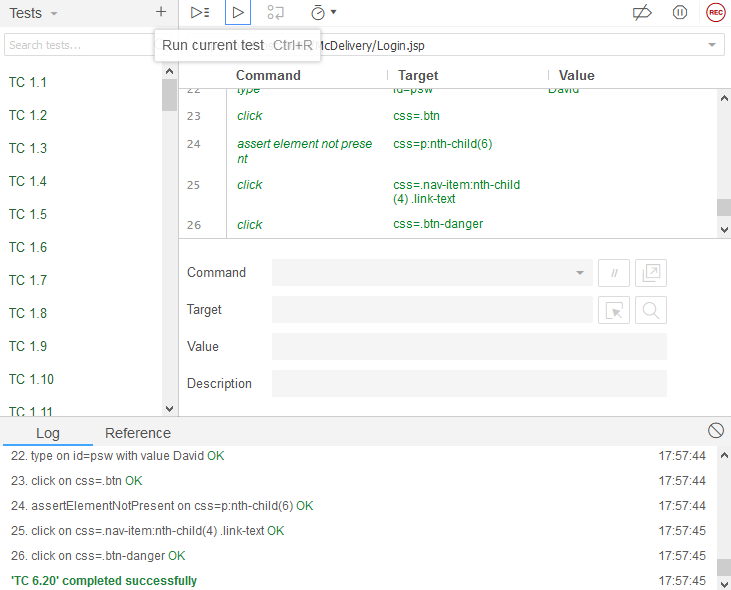 Tests
REC
Search tests...
Run current test Ctrl+R
McDelivery/Login.jsp
Command Target Value
TC 1.1
TC 1.2
TC 1.3
TC 1.4
TC 1.5
TC 1.6
TC 1.7
TC 1.8
TC 1.9
TC 1.10
TC 1.11
22 type id=psw David
23 click css=.btn
24 assert element not prese
nt css=p:nth-child(6)
25 click css=.nav-item:nth-child
(4) .link-text
26 click css=.btn-danger
Command
//
Target
Value
Description
Log Reference
22. type on id=psw with value David OK 17:57:44
23. click on css=.btn OK 17:57:44
24. assertElementNotPresent on css=p:nth-child(6) OK 17:57:44
25. click on css=.nav-item:nth-child(4) .link-text OK 17:57:45
26. click on css=.btn-danger OK 17:57:45
'TC 6.20' completed successfully 17:57:45